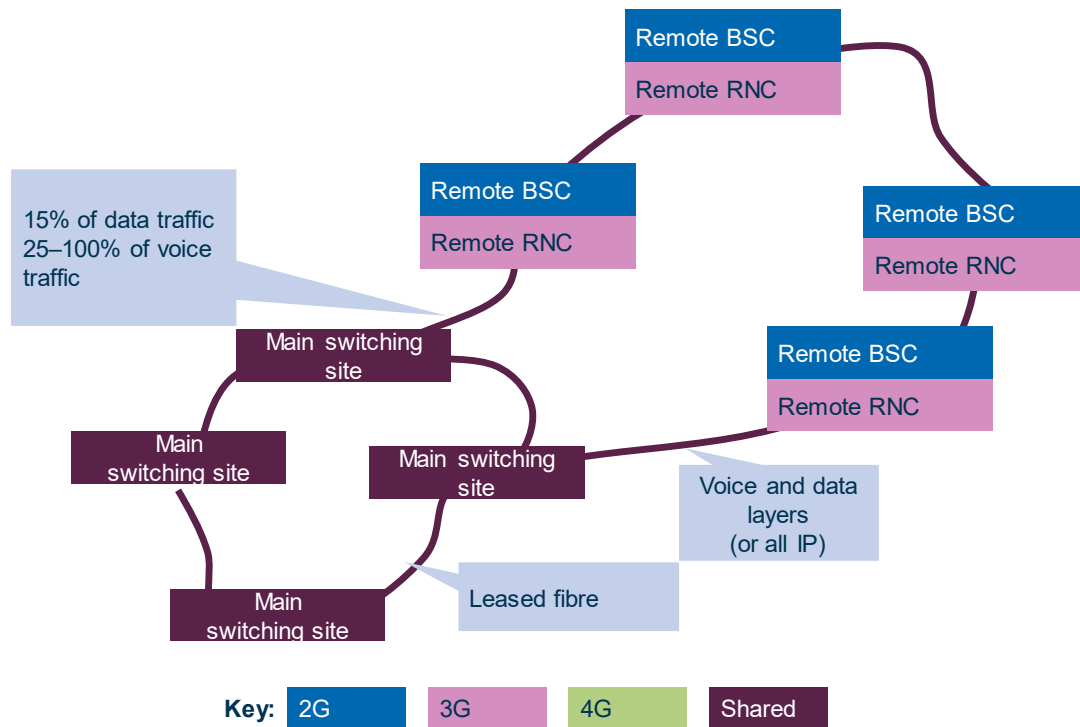 Remote BSC
Remote RNC
Remote BSC
Remote RNC
15% of data traffic
25–100% of voice
traffic
Remote BSC
Remote RNC
Main switching
site
Remote BSC
Remote RNC
Main
switching site
Main switching
site
Voice and data
layers
(or all IP)
Leased fibre
Main
switching site
Key:
2G
3G
4G
Shared